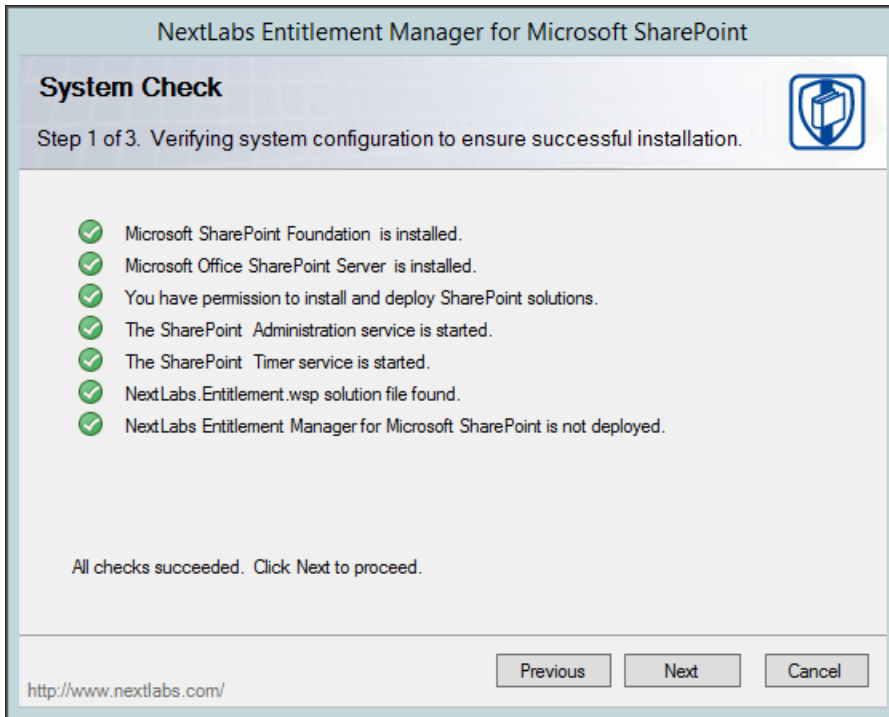 NextLabs Entitlement Manager for Microsoft SharePoint
System Check
Step 1 of 3. Verifying system configuration to ensure successful installation.
Microsoft SharePoint Foundation is installed.
Microsoft Office SharePoint Server is installed.
You have permission to install and deploy SharePoint solutions.
The SharePoint Administration service is started.
The SharePoint Timer service is started.
NextLabs.Entitlement.wsp solution file found.
NextLabs Entitlement Manager for Microsoft SharePoint is not deployed.
All checks succeeded. Click Next to proceed.
Previous Next Cancel
http://www.nextlabs.com/